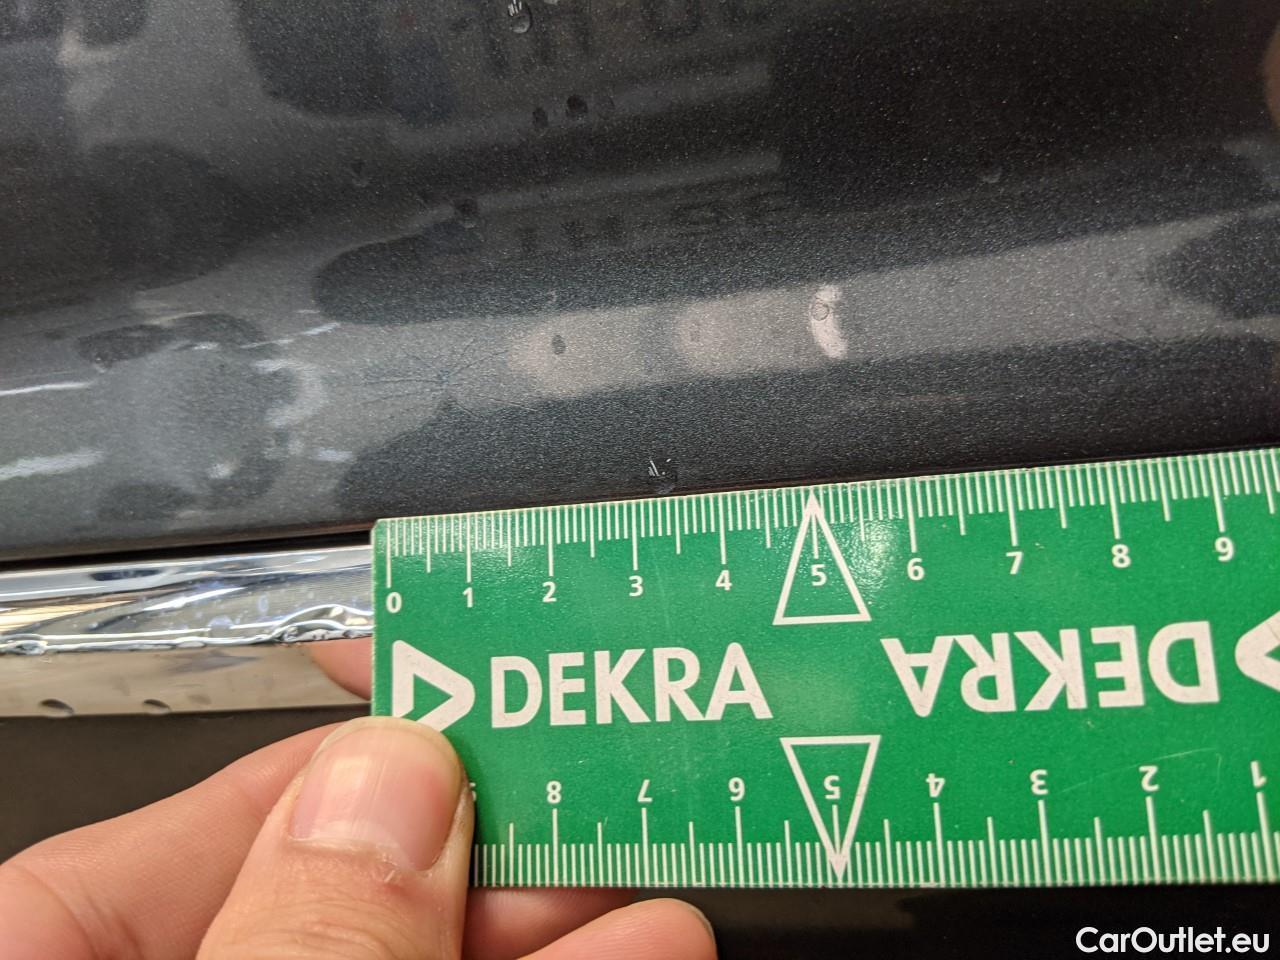 0 1 2 3 4 5 6 7 8 9
DEKRA DEKRA
8 7 6 5 4 3 2 1
CarOutlet.eu